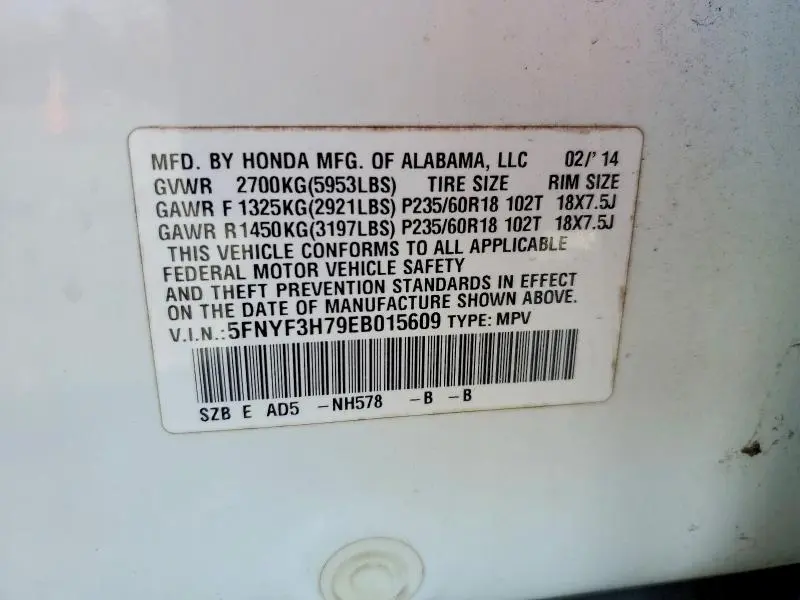 MFD. BY HONDA MFG. OF ALABAMA, LLC 02/'14
GVWR 2700KG(5953LBS) TIRE SIZE RIM SIZE
GAWR F 1325KG(2921LBS) P235/60R18 102T 18X7.5J
GAWR R1450KG(3197LBS) P235/60R18 102T 18X7.5J
THIS VEHICLE CONFORMS TO ALL APPLICABLE
FEDERAL MOTOR VEHICLE SAFETY
AND THEFT PREVENTION STANDARDS IN EFFECT
ON THE DATE OF MANUFACTURE SHOWN ABOVE.
V.I.N.: 5FNYF3H79EB015609 TYPE: MPV
SZB E AD5 -NH578 -B -B